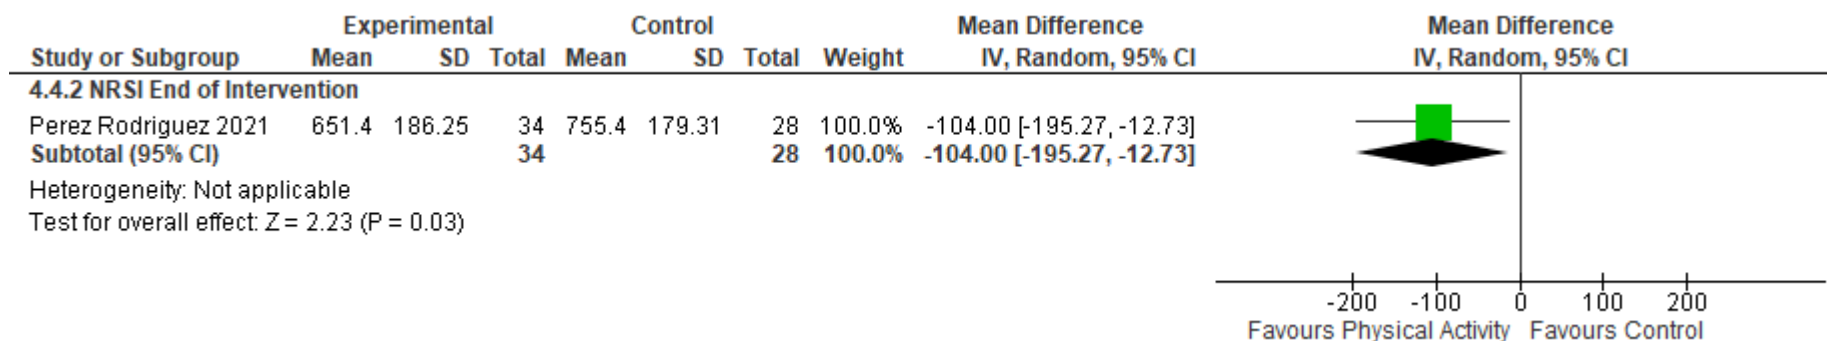 Experimental Control Mean Difference Mean Difference
Study or Subgroup Mean SD Total Mean SD Total Weight IV, Random, 95% CI IV, Random, 95% CI
4.4.2 NRSI End of Intervention
Perez Rodriguez 2021 651.4 186.25 34 755.4 179.31 28 100.0% -104.00 [-195.27, -12.73]
Subtotal (95% CI) 34 28 100.0% -104.00 [-195.27, -12.73]
Heterogeneity: Not applicable
Test for overall effect: Z = 2.23 (P = 0.03)
-200 -100 0 100 200
Favours Physical Activity Favours Control